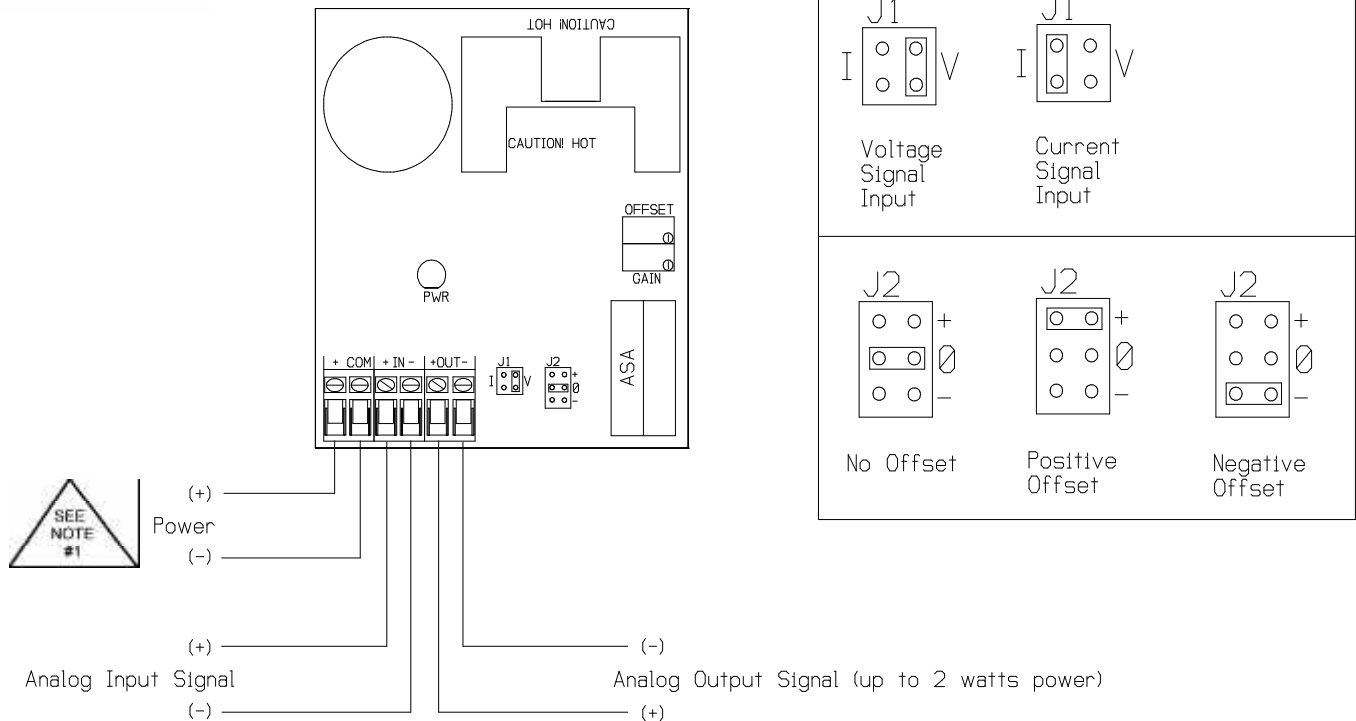 CAUTION! HOT
CAUTION! HOT
OFFSET
GAIN
PWR
+ COM + IN - +OUT-
J1
I V
J2
+
Ø
-
ASA
SEE
NOTE
#1
(+)
Power
(-)
(+)
Analog Input Signal
(-)
(-)
Analog Output Signal (up to 2 watts power)
(+)
J1
I V
Voltage
Signal
Input
J1
I V
Current
Signal
Input
J2
+
Ø
-
No Offset
J2
+
Ø
-
Positive
Offset
J2
+
Ø
-
Negative
Offset